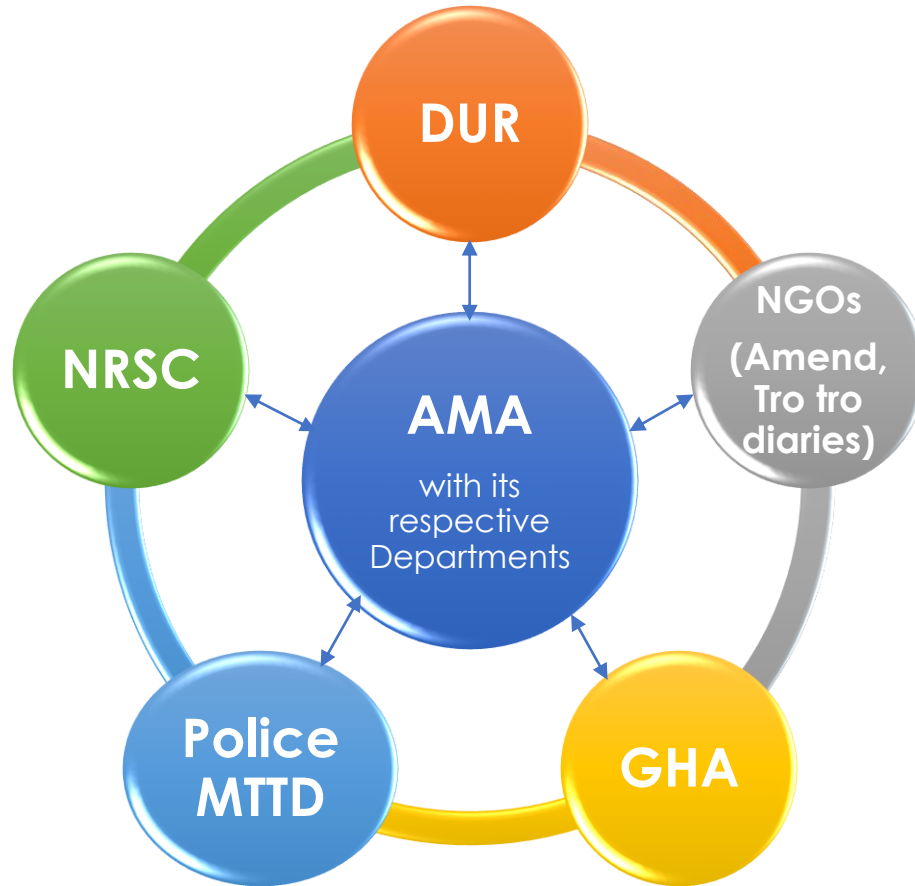 DUR
NRSC
NGOs
(Amend,
Tro tro
diaries)
AMA
with its
respective
Departments
Police
MTTD
GHA